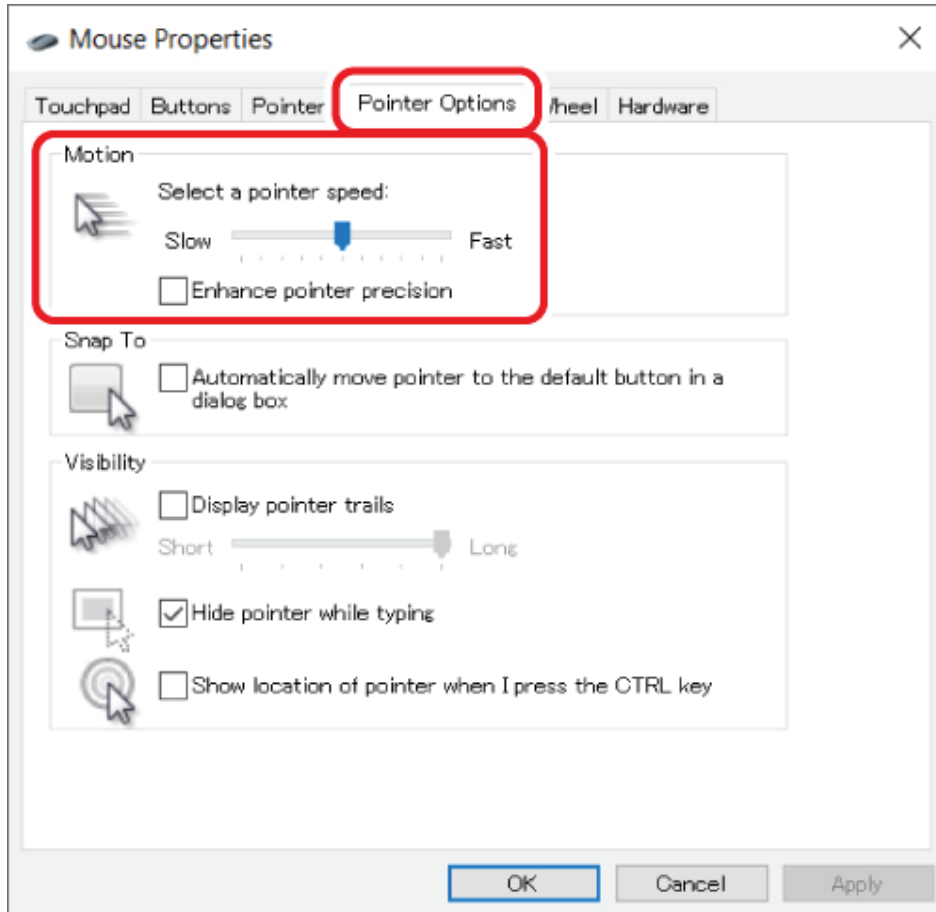 Mouse Properties
Touchpad Buttons Pointer Pointer Options heel Hardware
Motion
Select a pointer speed:
Slow Fast
Enhance pointer precision
Snap To
Automatically move pointer to the default button in a
dialog box
Visibility
Display pointer trails
Short Long
Hide pointer while typing
Show location of pointer when I press the CTRL key
OK Cancel Apply